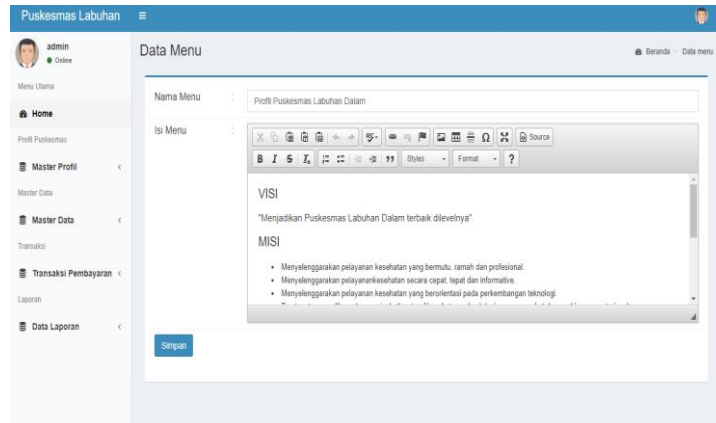 Puskesmas Labuhan
admin
Online
Menu Utama
Home
Profil Puskesmas
Master Profil
Master Data
Master Data
Transaksi
Transaksi Pembayaran
Laporan
Data Laporan
Data Menu
Beranda > Data menu
Nama Menu :
Profil Puskesmas Labuhan Dalam
Isi Menu :
Source
B I S Ix Styles Format ?
VISI
"Menjadikan Puskesmas Labuhan Dalam terbaik dilevelnya".
MISI
• Menyelenggarakan pelayanan kesehatan yang bermutu, ramah dan profesional.
• Menyelenggarakan pelayanankesehatan secara cepat, tepat dan informative.
• Menyelenggarakan pelayanan kesehatan yang berorientasi pada perkembangan teknologi.
Simpan